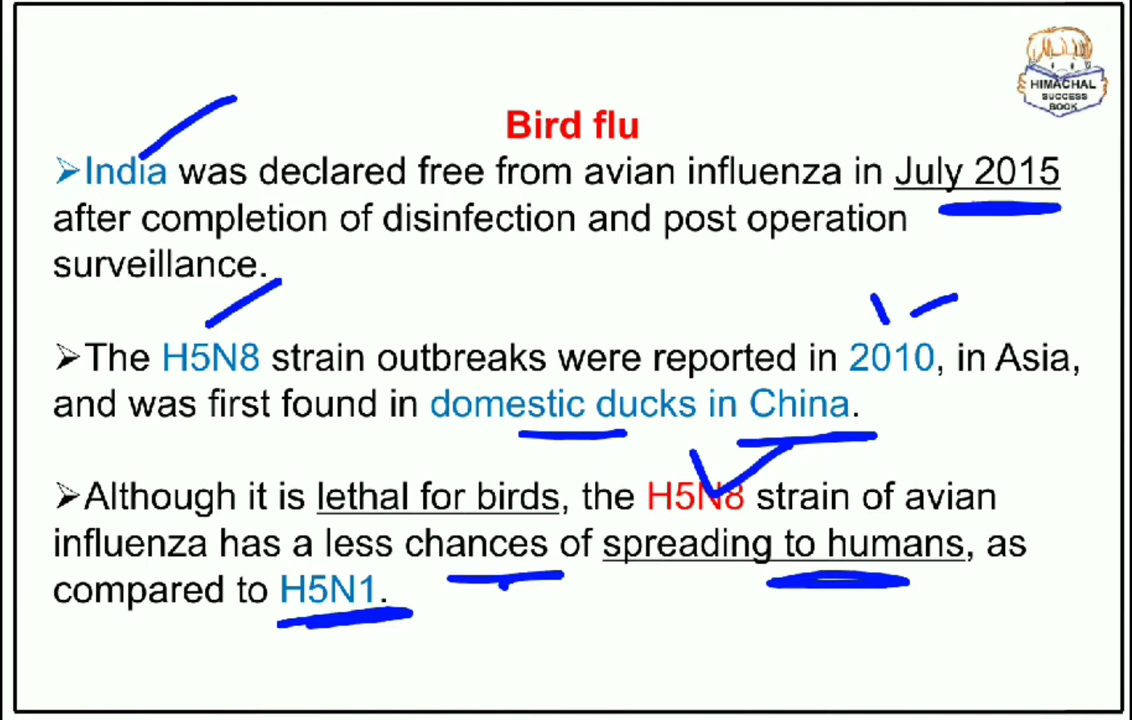 HIMACHAL
SUCCESS
BOOK
Bird flu
➢India was declared free from avian influenza in July 2015
after completion of disinfection and post operation
surveillance.
➢The H5N8 strain outbreaks were reported in 2010, in Asia,
and was first found in domestic ducks in China.
➢Although it is lethal for birds, the H5N8 strain of avian
influenza has a less chances of spreading to humans, as
compared to H5N1.